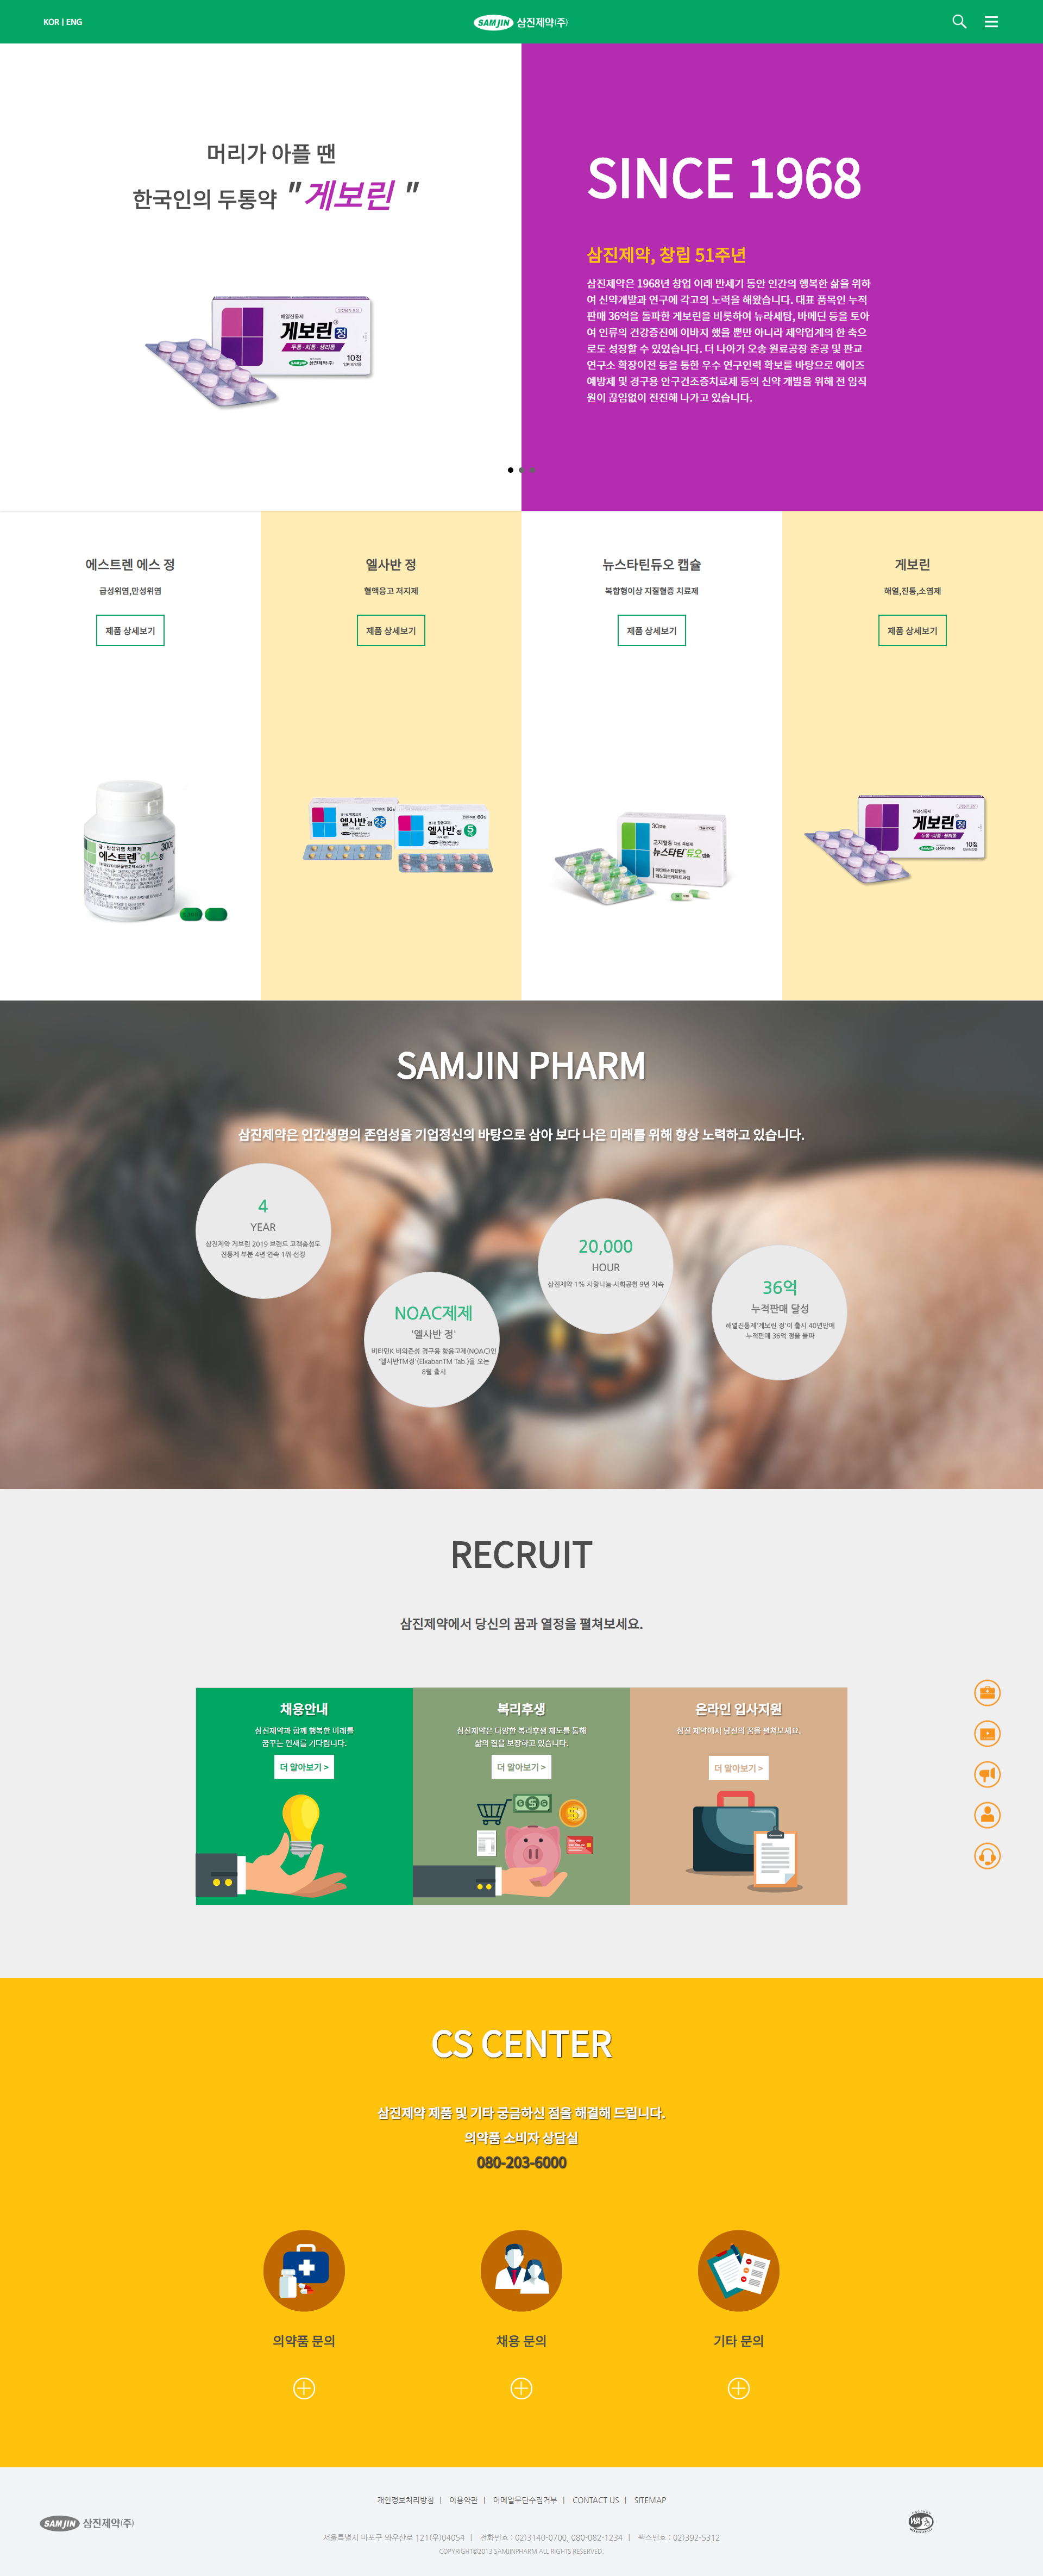 KOR | ENG
SAMJIN 삼진제약(주)
머리가 아플 땐
한국인의 두통약 "게보린 "
SINCE 1968
삼진제약, 창립 51주년
삼진제약은 1968년 창업 이래 반세기 동안 인간의 행복한 삶을 위하
여 신약개발과 연구에 각고의 노력을 해왔습니다. 대표 품목인 누적
판매 36억을 돌파한 게보린을 비롯하여 뉴라세탐, 바메딘 등을 토아
여 인류의 건강증진에 이바지 했을 뿐만 아니라 제약업계의 한 축으
로도 성장할 수 있었습니다. 더 나아가 오송 원료공장 준공 및 판교
연구소 확장이전 등을 통한 우수 연구인력 확보를 바탕으로 에이즈
예방제 및 경구용 안구건조증치료제 등의 신약 개발을 위해 전 임직
원이 끊임없이 전진해 나가고 있습니다.
해열진통제
게보린 정
두통·치통·생리통
삼진제약(주)
10정
에스트렌 에스 정
급성위염,만성위염
제품 상세보기
엘사반 정
혈액응고 저지제
제품 상세보기
뉴스타틴듀오 캡슐
복합형이상 지질혈증 치료제
제품 상세보기
게보린
해열,진통,소염제
제품 상세보기
급·만성위염 치료제 300
에스트렌 에스정
엘사반 정 2.5
60정
엘사반 정 5
60정
30캡슐
고지혈증
뉴스타틴 듀오캡슐
해열진통제
게보린 정
두통·치통·생리통
삼진제약(주)
10정
SAMJIN PHARM
삼진제약은 인간생명의 존엄성을 기업정신의 바탕으로 삼아 보다 나은 미래를 위해 항상 노력하고 있습니다.
4
YEAR
삼진제약 게보린 2019 브랜드 고객충성도
진통제 부분 4년 연속 1위 선정
NOAC제제
'엘사반 정'
비타민K 비의존성 경구용 항응고제(NOAC)인
'엘사반TM정'(ElxabanTM Tab.)을 오는
8월 출시
20,000
HOUR
삼진제약 1% 사랑나눔 사회공헌 9년 지속
36억
누적판매 달성
해열진통제'게보린 정'이 출시 40년만에
누적판매 36억 정을 돌파
RECRUIT
삼진제약에서 당신의 꿈과 열정을 펼쳐보세요.
채용안내
삼진제약과 함께 행복한 미래를
꿈꾸는 인재를 기다립니다.
더 알아보기 >
복리후생
삼진제약은 다양한 복리후생 제도를 통해
삶의 질을 보장하고 있습니다.
더 알아보기 >
온라인 입사지원
삼진 제약에서 당신의 꿈을 펼쳐보세요.
더 알아보기 >
CS CENTER
삼진제약 제품 및 기타 궁금하신 점을 해결해 드립니다.
의약품 소비자 상담실
080-203-6000
의약품 문의
채용 문의
기타 문의
개인정보처리방침 | 이용약관 | 이메일무단수집거부 | CONTACT US | SITEMAP
SAMJIN 삼진제약(주)
서울특별시 마포구 와우산로 121(우)04054 | 전화번호 : 02)3140-0700, 080-082-1234 | 팩스번호 : 02)392-5312
COPYRIGHT©2013 SAMJINPHARM ALL RIGHTS RESERVED.
WA